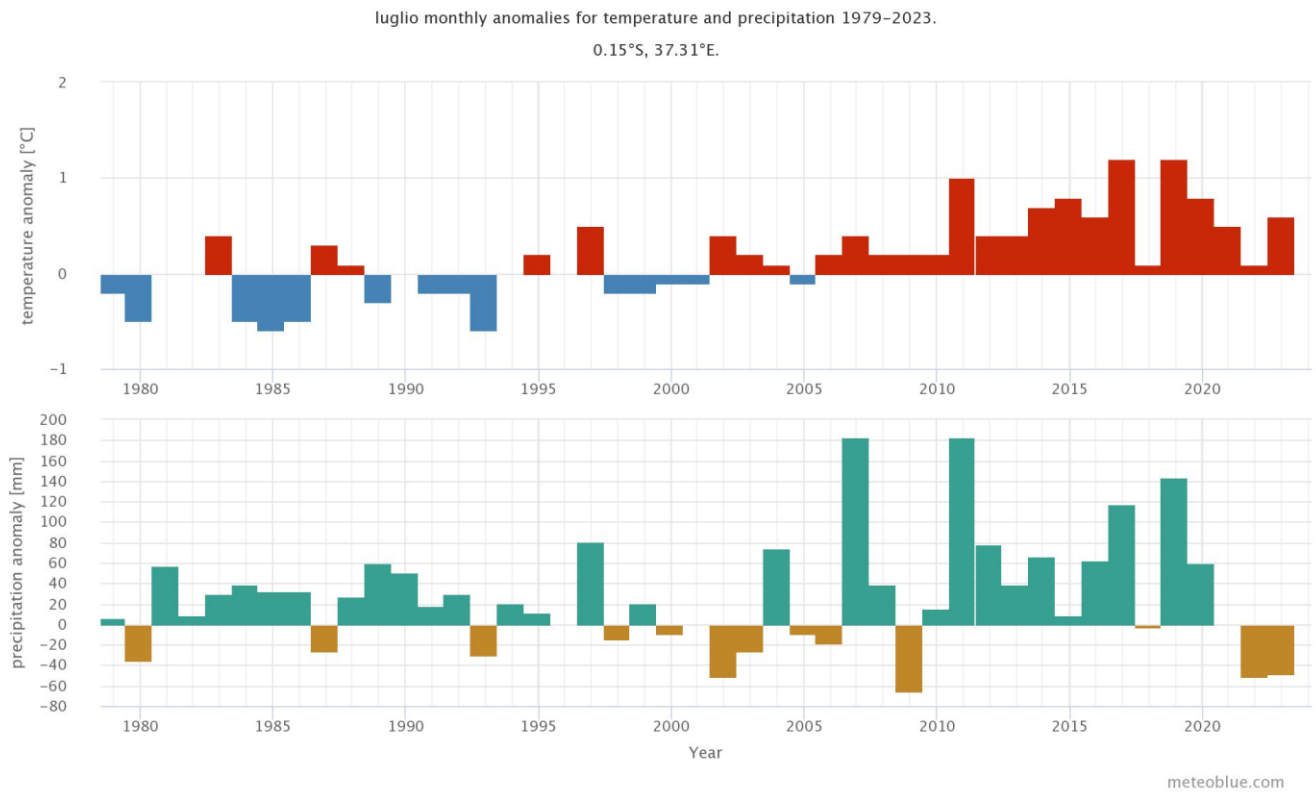 luglio monthly anomalies for temperature and precipitation 1979-2023.
0.15°S, 37.31°E.
temperature anomaly [°C]
2
1
0
-1
1980 1985 1990 1995 2000 2005 2010 2015 2020
precipitation anomaly [mm]
200
180
160
140
120
100
80
60
40
20
0
-20
-40
-60
-80
1980 1985 1990 1995 2000 2005 2010 2015 2020
Year
meteoblue.com